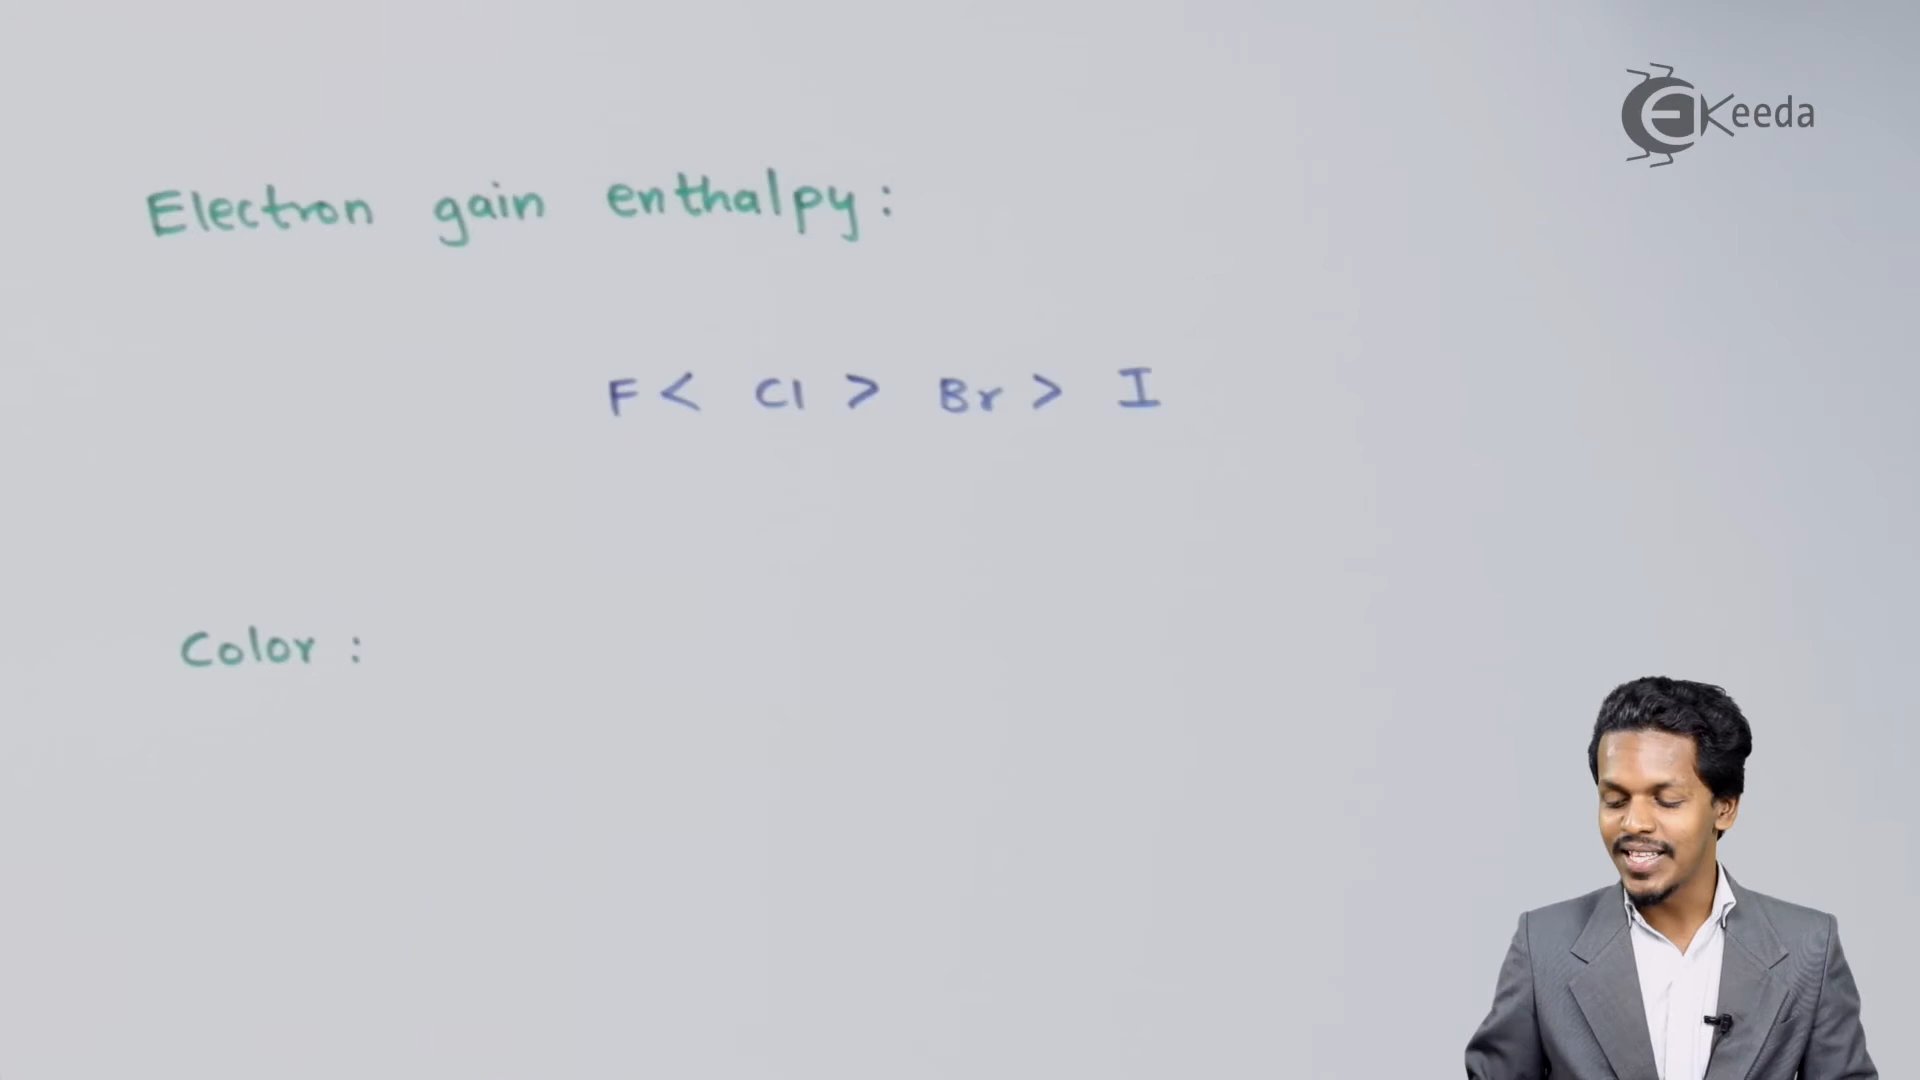 EKeeda
Electron gain enthalpy:
F < Cl > Br > I
Color :